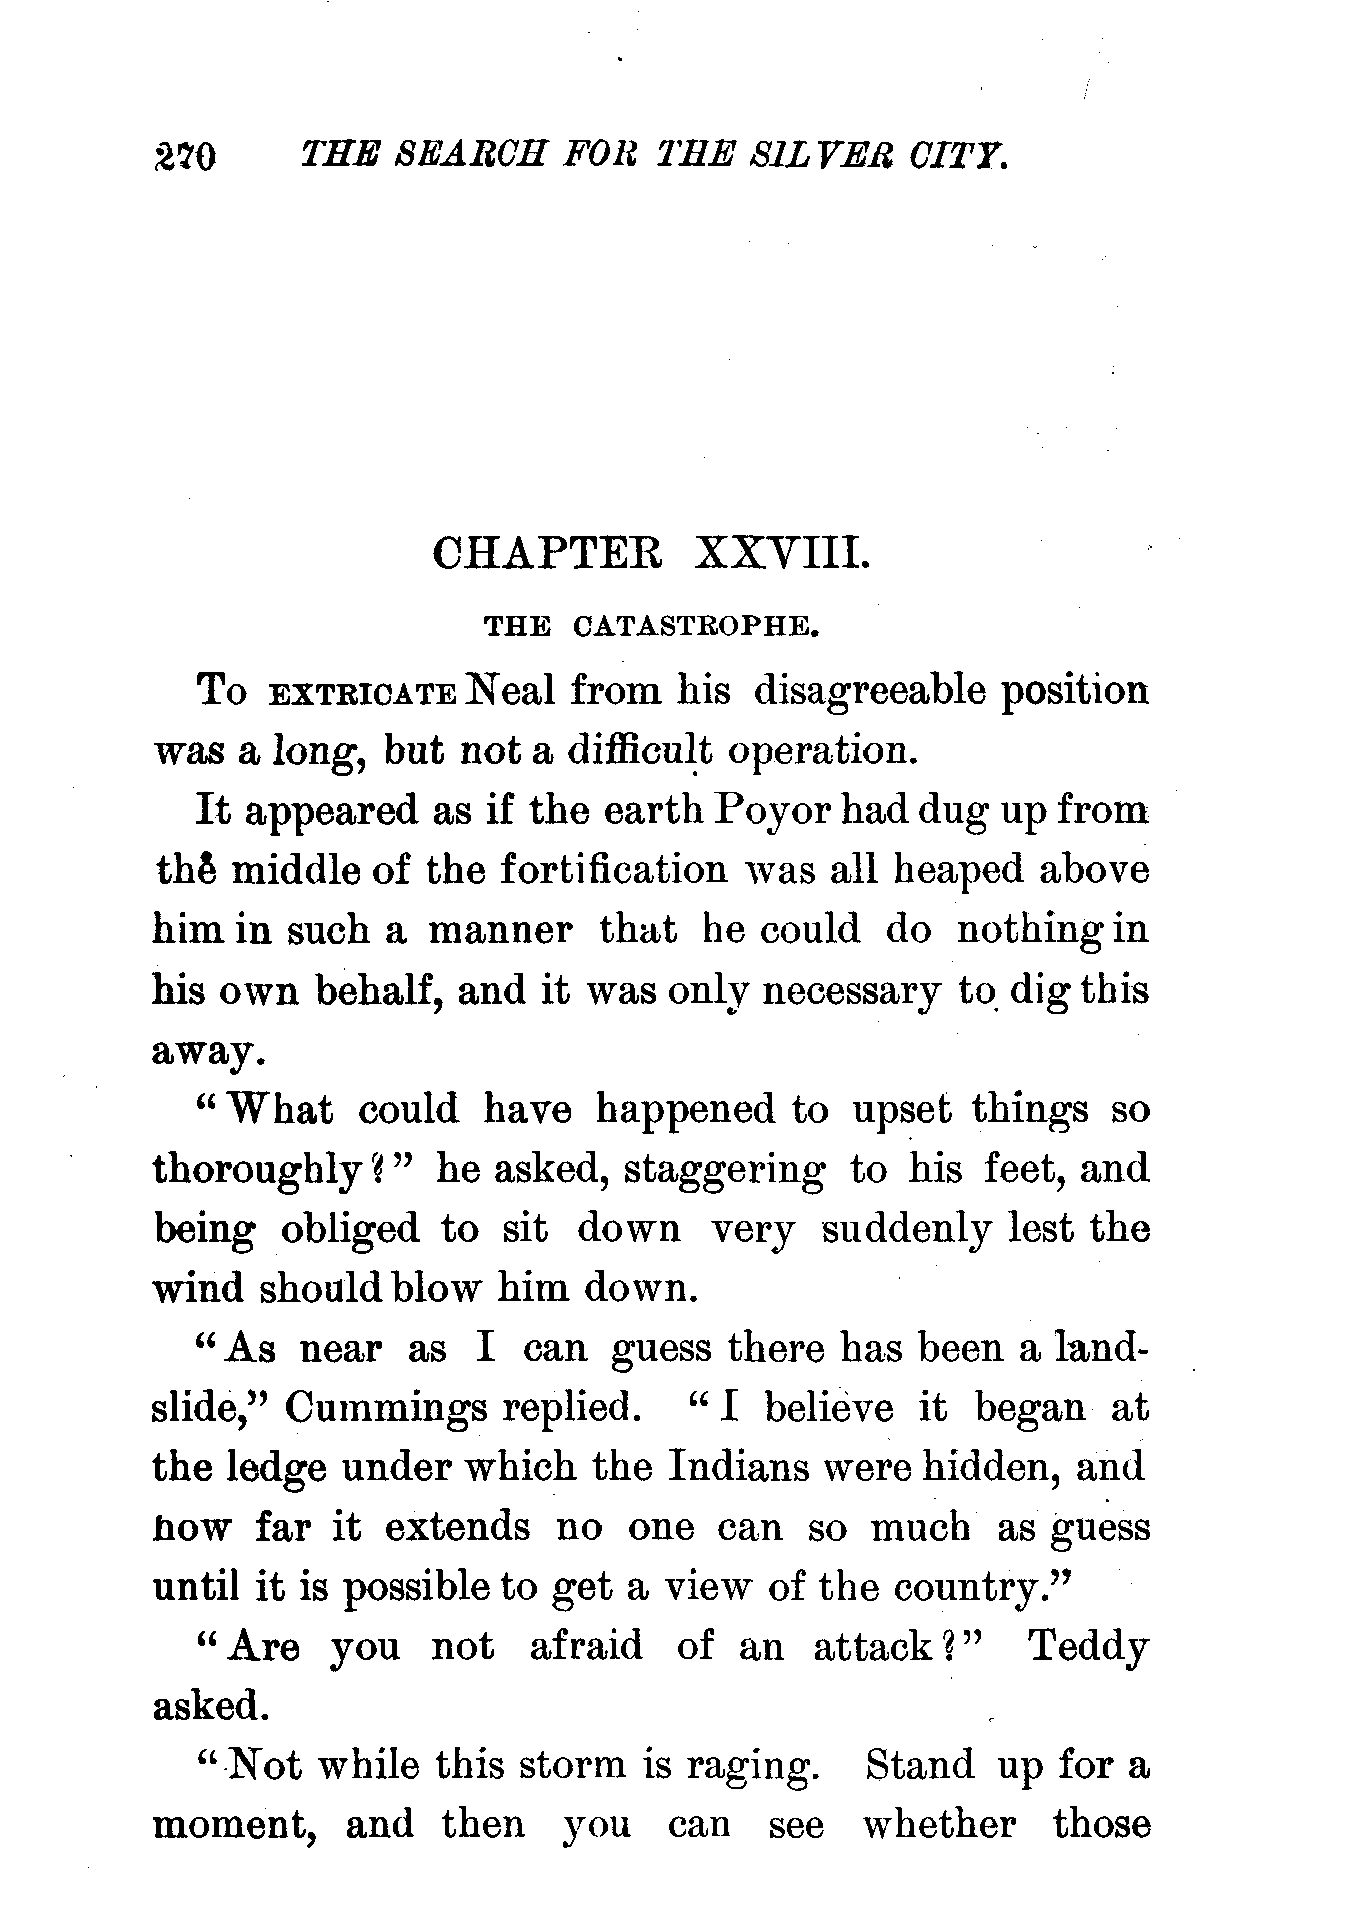 270 THE SEARCH FOR THE SILVER CITY.
CHAPTER XXVIII.
THE CATASTROPHE.
To EXTRICATE Neal from his disagreeable position
was a long, but not a difficult operation.
It appeared as if the earth Poyor had dug up from
the middle of the fortification was all heaped above
him in such a manner that he could do nothing in
his own behalf, and it was only necessary to dig this
away.
"What could have happened to upset things so
thoroughly?" he asked, staggering to his feet, and
being obliged to sit down very suddenly lest the
wind should blow him down.
"As near as I can guess there has been a land-
slide," Cummings replied. "I believe it began at
the ledge under which the Indians were hidden, and
how far it extends no one can so much as guess
until it is possible to get a view of the country."
"Are you not afraid of an attack?" Teddy
asked.
"Not while this storm is raging. Stand up for a
moment, and then you can see whether those